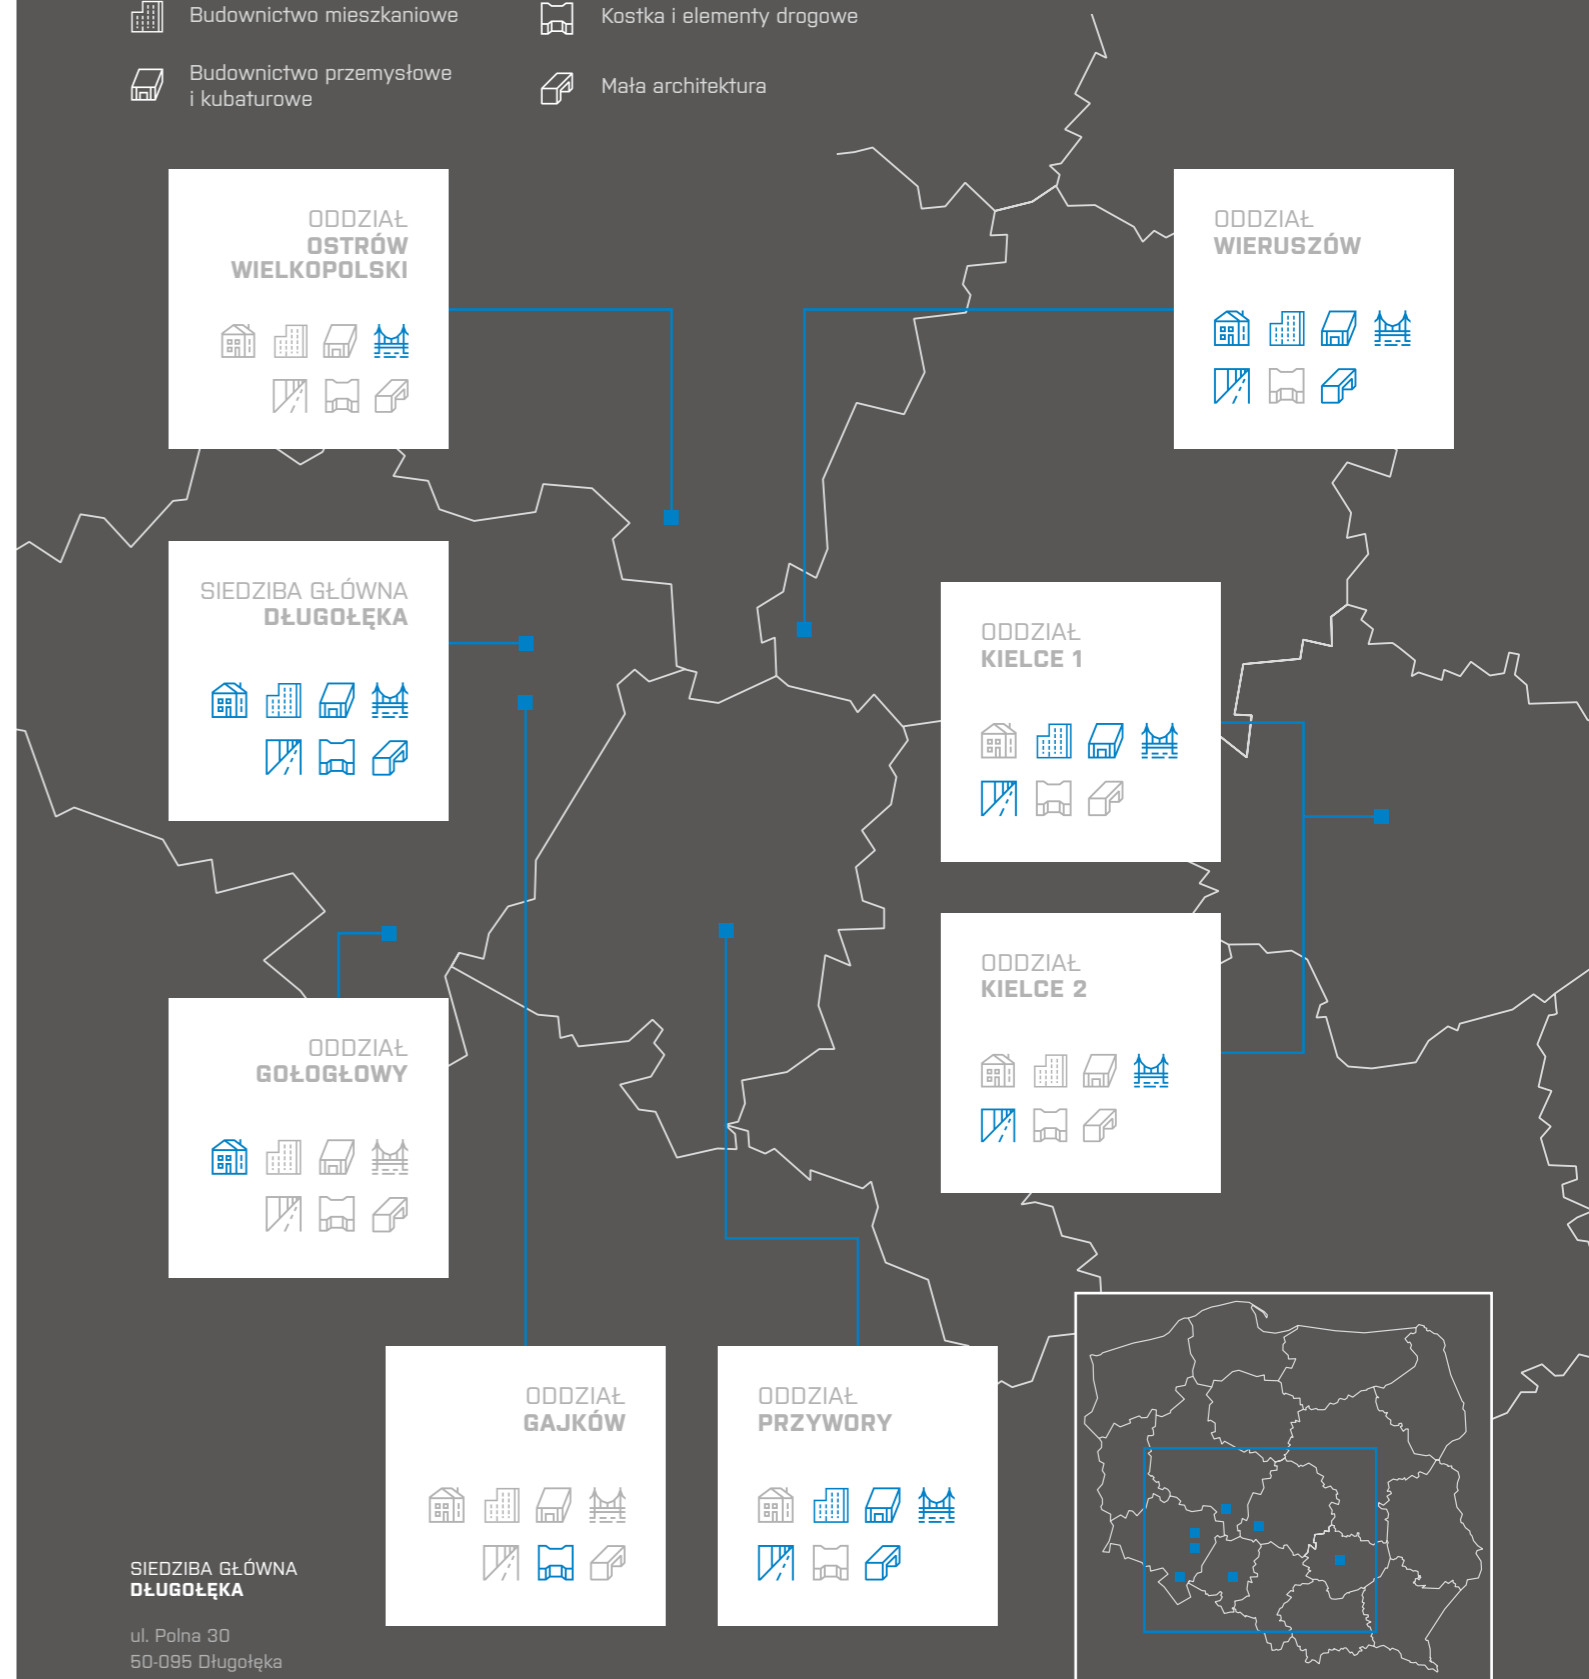 Budownictwo mieszkaniowe
Kostka i elementy drogowe
Budownictwo przemysłowe
i kubaturowe
Mała architektura
ODDZIAŁ
OSTRÓW
WIELKOPOLSKI
ODDZIAŁ
WIERUSZÓW
SIEDZIBA GŁÓWNA
DŁUGOŁĘKA
ODDZIAŁ
KIELCE 1
ODDZIAŁ
KIELCE 2
ODDZIAŁ
GOŁOGŁOWY
ODDZIAŁ
GAJKÓW
ODDZIAŁ
PRZYWORY
SIEDZIBA GŁÓWNA
DŁUGOŁĘKA
ul. Polna 30
50-095 Długołęka